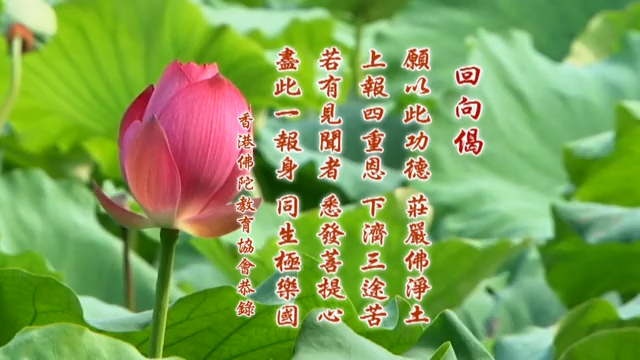 回向偈
願以此功德 莊嚴佛淨土
上報四重恩 下濟三途苦
若有見聞者 悉發菩提心
盡此一報身 同生極樂國
香港佛陀教育協會恭錄